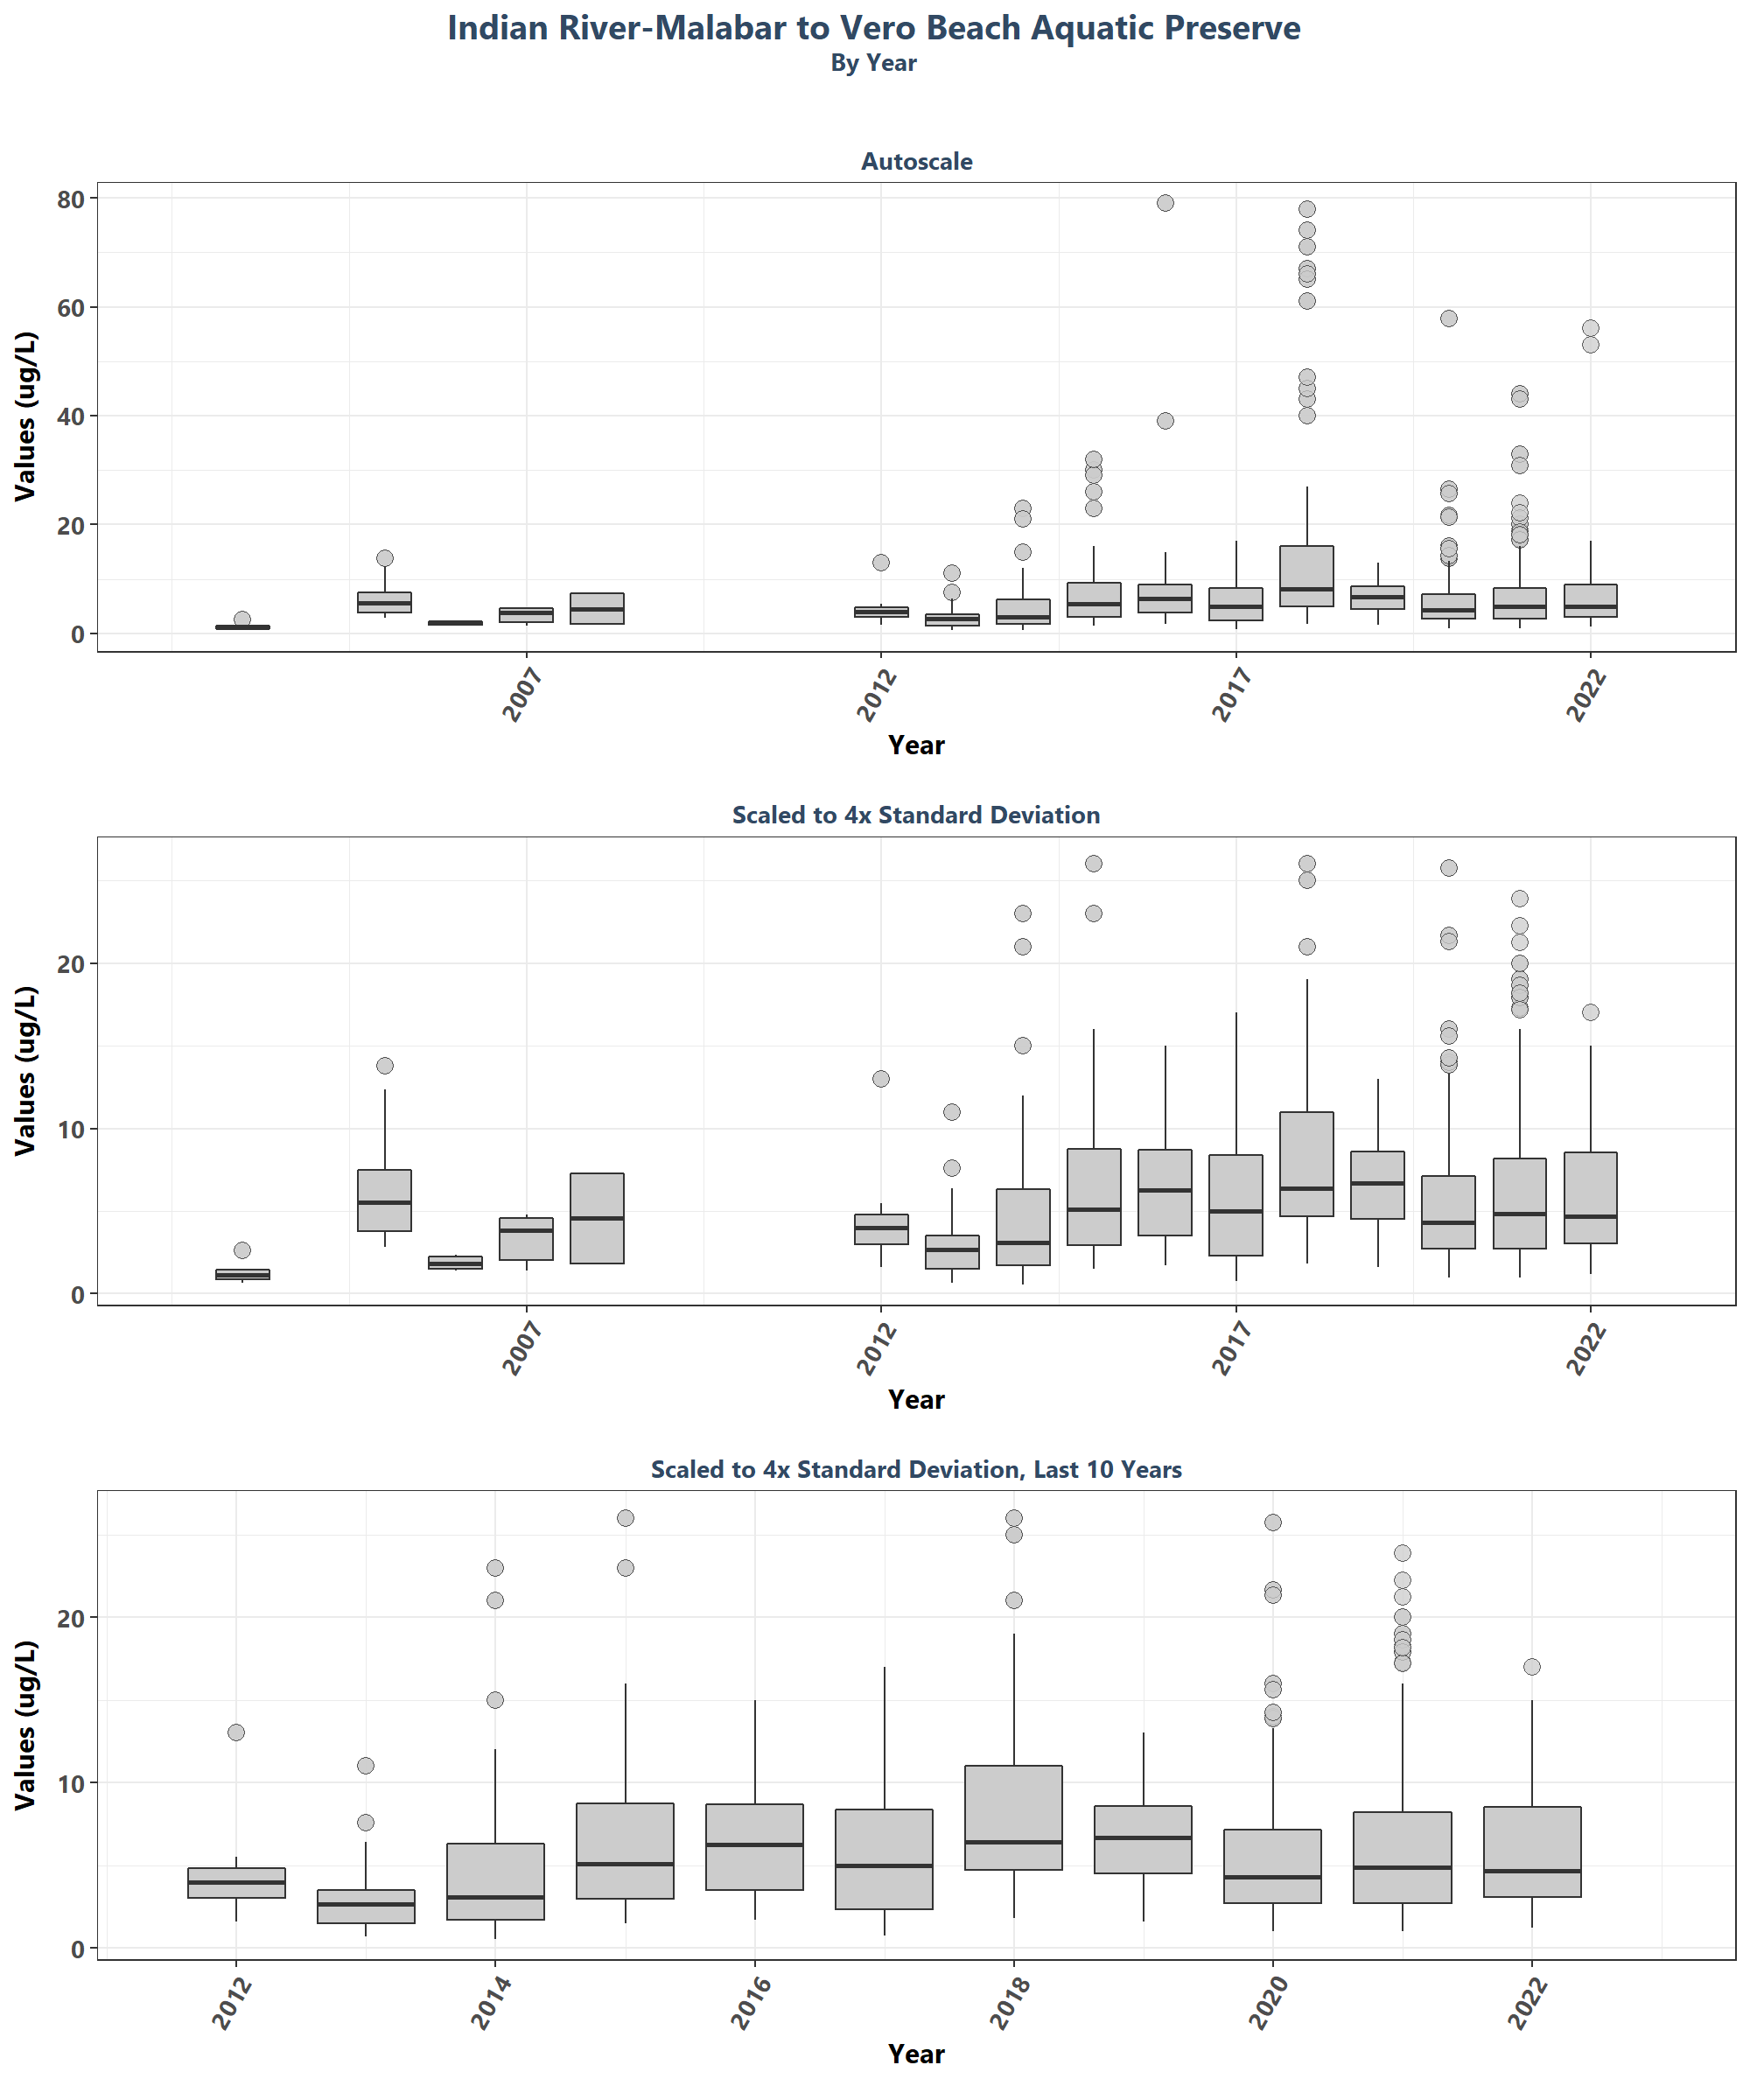 Indian River-Malabar to Vero Beach Aquatic Preserve
By Year
Autoscale
Values (ug/L)
80
60
40
20
0
2007
2012
2017
2022
Year
Scaled to 4x Standard Deviation
Values (ug/L)
20
10
0
2007
2012
2017
2022
Year
Scaled to 4x Standard Deviation, Last 10 Years
Values (ug/L)
20
10
0
2012
2014
2016
2018
2020
2022
Year